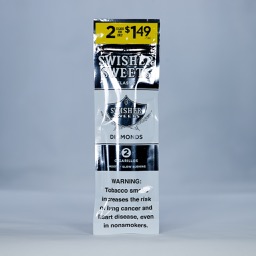 2 $1.49
SWISHER
SWEETS
SWISHER
SWEETS
DIAMONDS
2
CIGARILLOS
WARNING:
Tobacco smoke
increases the risk
of lung cancer and
heart disease, even
in nonsmokers.